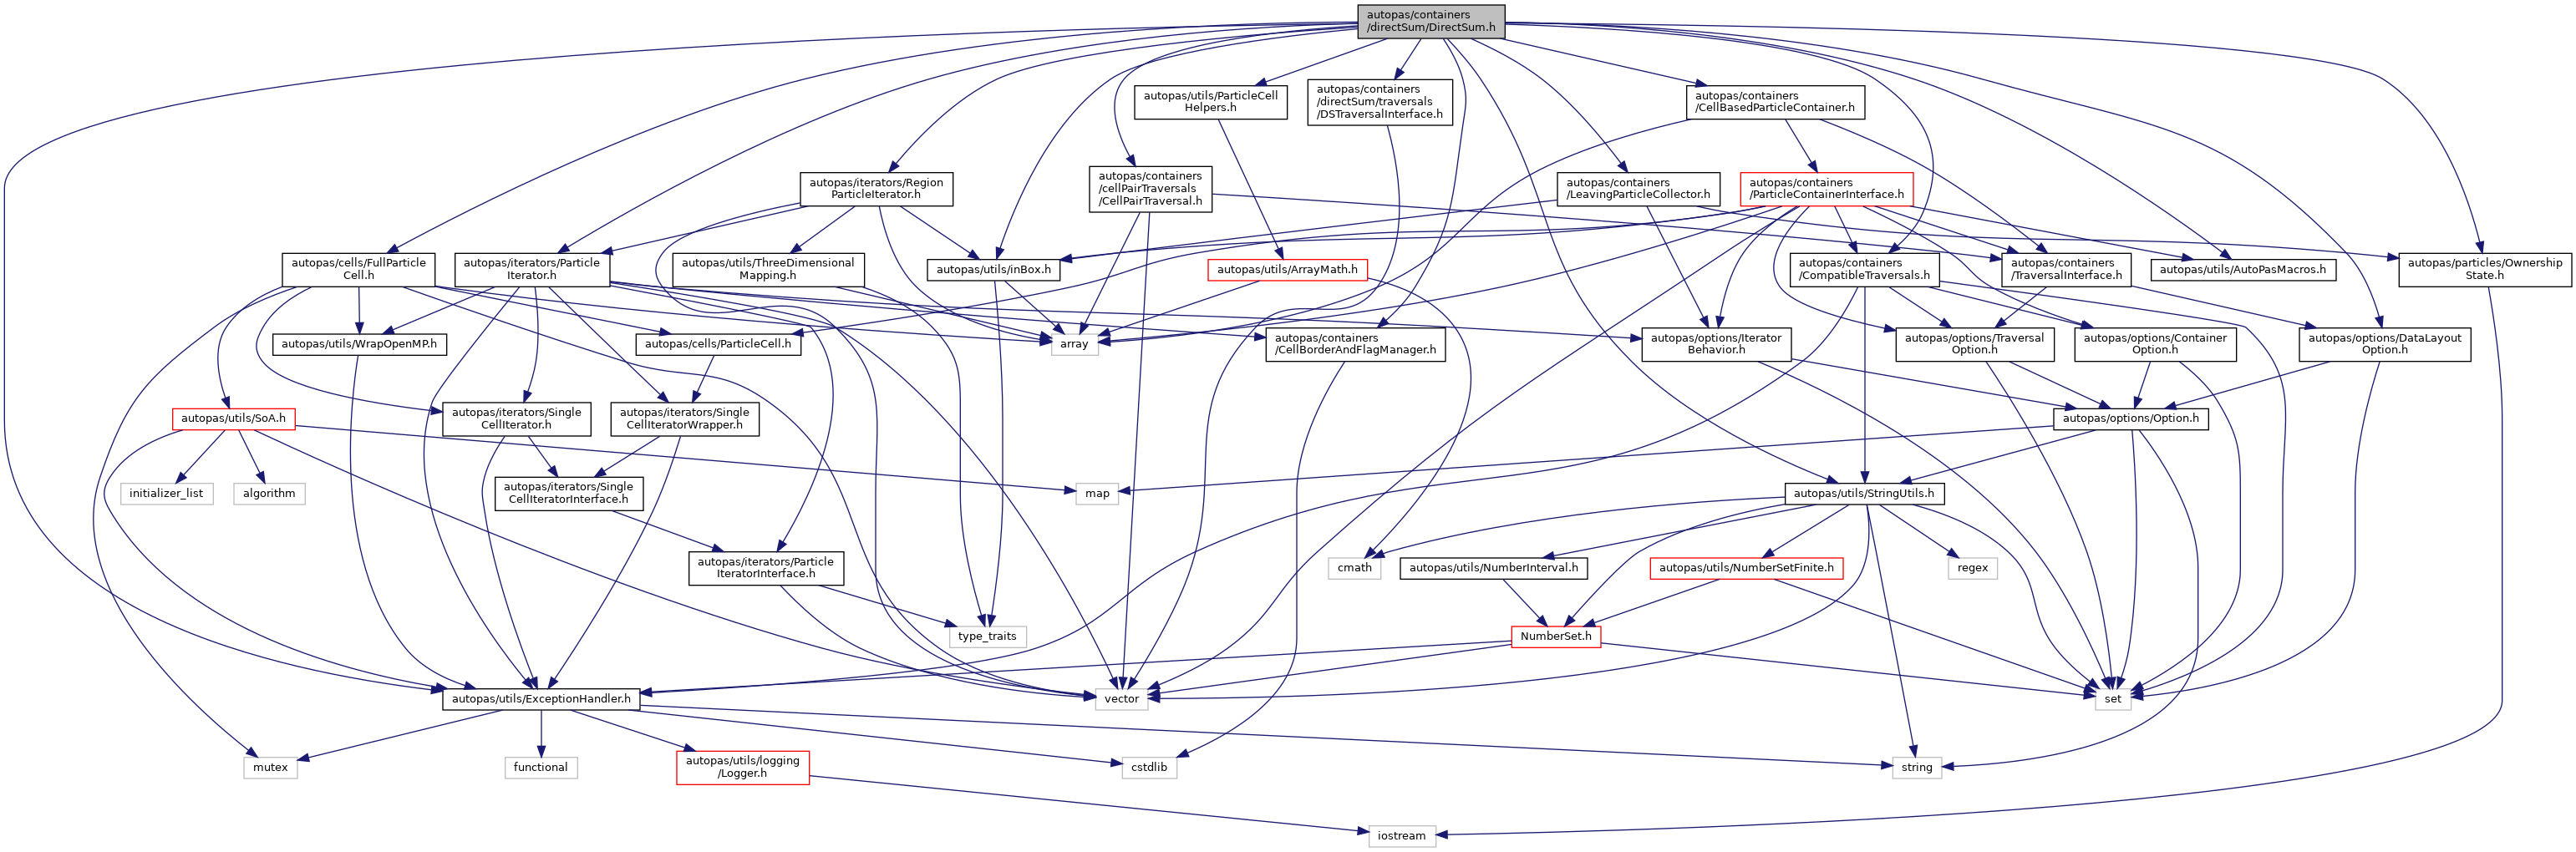 autopas/containers
/directSum/DirectSum.h
autopas/utils/ParticleCell
Helpers.h
autopas/containers
/directSum/traversals
/DSTraversalInterface.h
autopas/containers
/CellBasedParticleContainer.h
autopas/iterators/Region
ParticleIterator.h
autopas/containers
/cellPairTraversals
/CellPairTraversal.h
autopas/containers
/LeavingParticleCollector.h
autopas/containers
/ParticleContainerInterface.h
autopas/cells/FullParticle
Cell.h
autopas/iterators/Particle
Iterator.h
autopas/utils/ThreeDimensional
Mapping.h
autopas/utils/inBox.h
autopas/utils/ArrayMath.h
autopas/containers
/CompatibleTraversals.h
autopas/containers
/TraversalInterface.h
autopas/utils/AutoPasMacros.h
autopas/particles/Ownership
State.h
autopas/utils/WrapOpenMP.h
autopas/cells/ParticleCell.h
array
autopas/containers
/CellBorderAndFlagManager.h
autopas/options/Iterator
Behavior.h
autopas/options/Traversal
Option.h
autopas/options/Container
Option.h
autopas/options/DataLayout
Option.h
autopas/utils/SoA.h
autopas/iterators/Single
CellIterator.h
autopas/iterators/Single
CellIteratorWrapper.h
autopas/options/Option.h
initializer_list
algorithm
autopas/iterators/Single
CellIteratorInterface.h
map
autopas/utils/StringUtils.h
autopas/iterators/Particle
IteratorInterface.h
cmath
autopas/utils/NumberInterval.h
autopas/utils/NumberSetFinite.h
regex
type_traits
NumberSet.h
autopas/utils/ExceptionHandler.h
vector
set
mutex
functional
autopas/utils/logging
/Logger.h
cstdlib
string
iostream